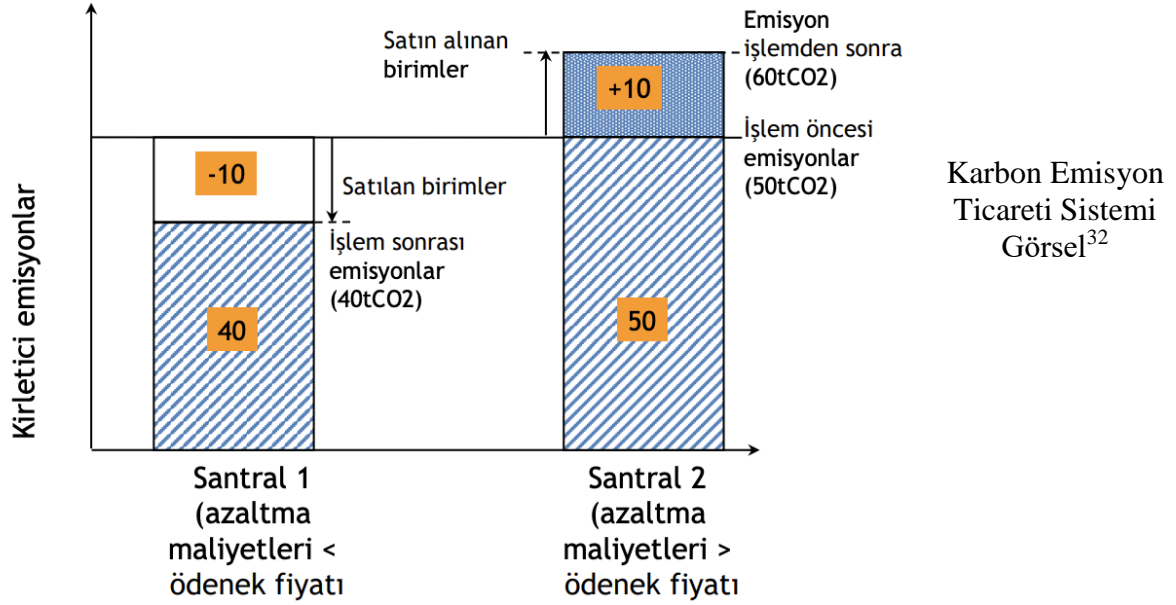 Kirletici emisyonlar
Satın alınan
birimler
Emisyon
işlemden sonra
(60tCO2)
+10
İşlem öncesi
emisyonlar
(50tCO2)
-10
Satılan birimler
İşlem sonrası
emisyonlar
(40tCO2)
40
50
Santral 1
(azaltma
maliyetleri <
ödenek fiyatı
Santral 2
(azaltma
maliyetleri >
ödenek fiyatı
Karbon Emisyon
Ticareti Sistemi
Görsel³²